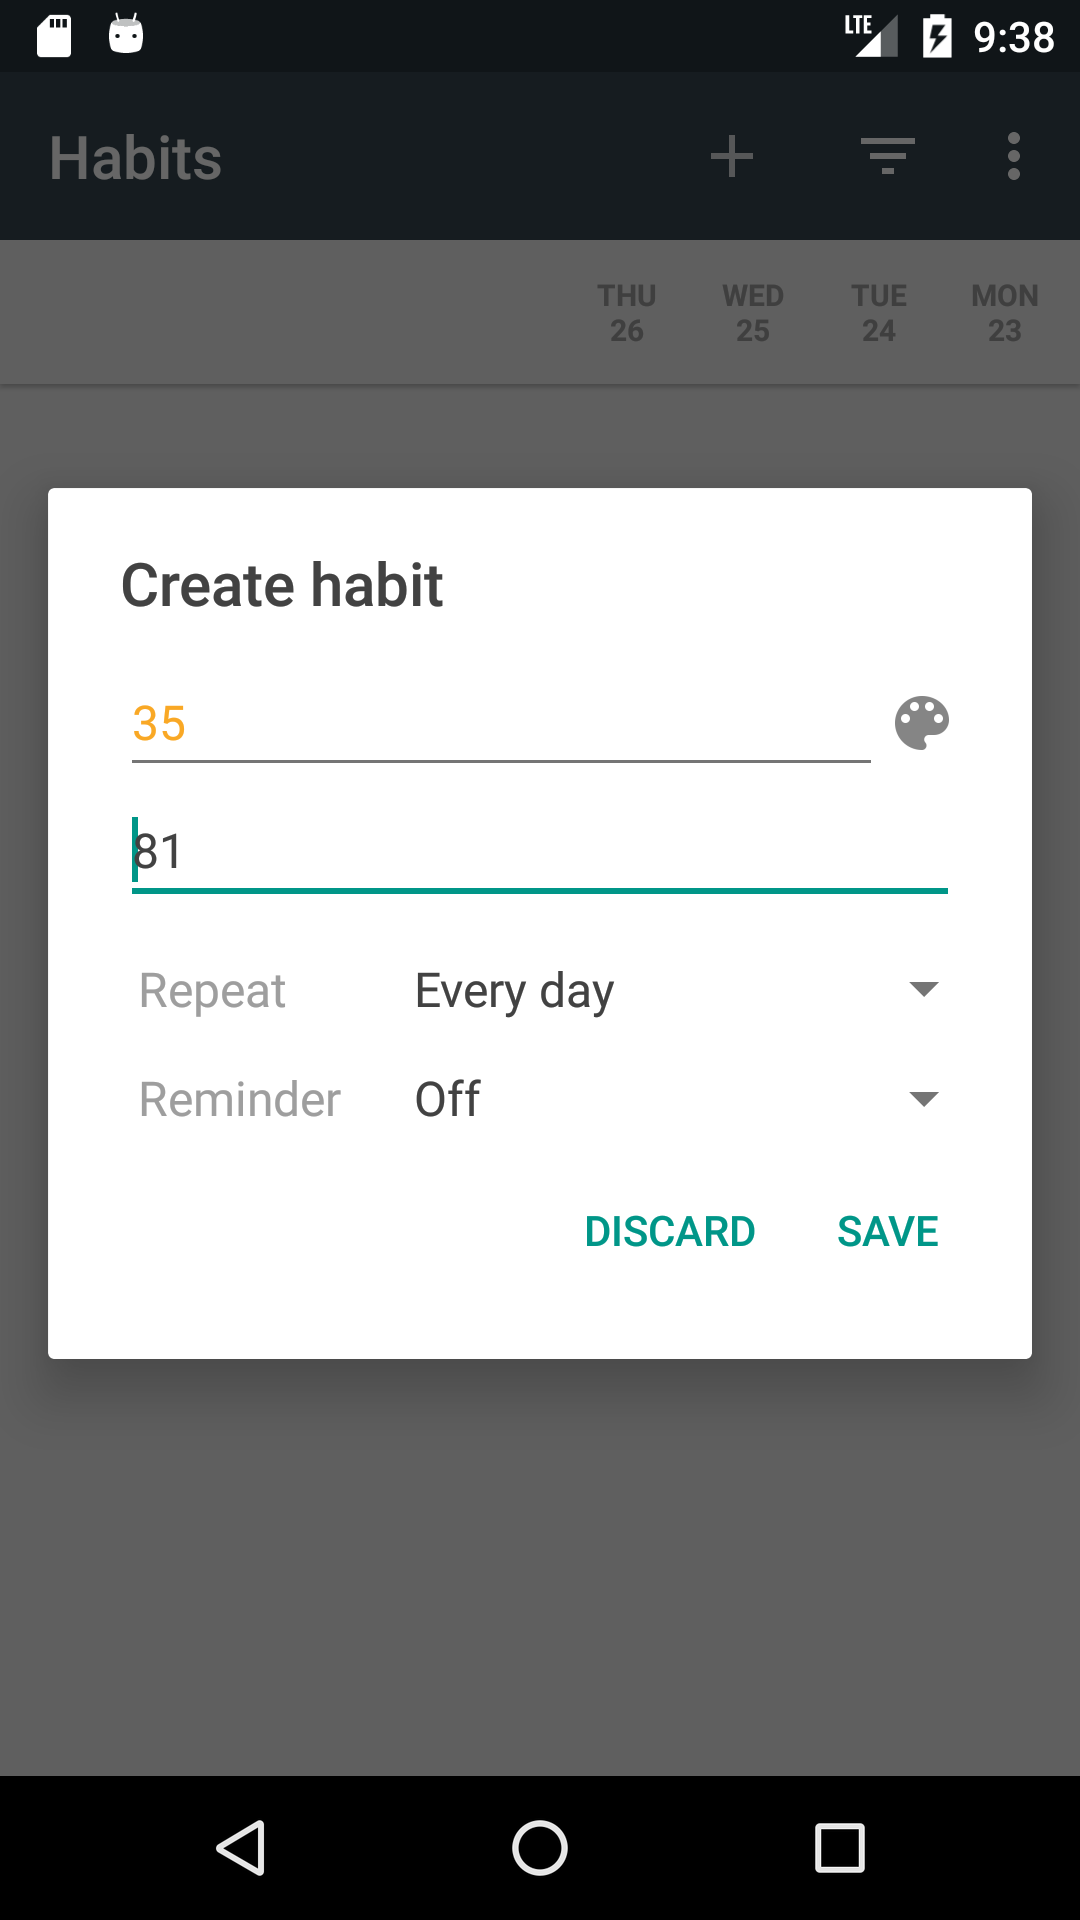 LTE 9:38
Habits
THU WED TUE MON
26 25 24 23
Create habit
35
81
Repeat Every day
Reminder Off
DISCARD SAVE